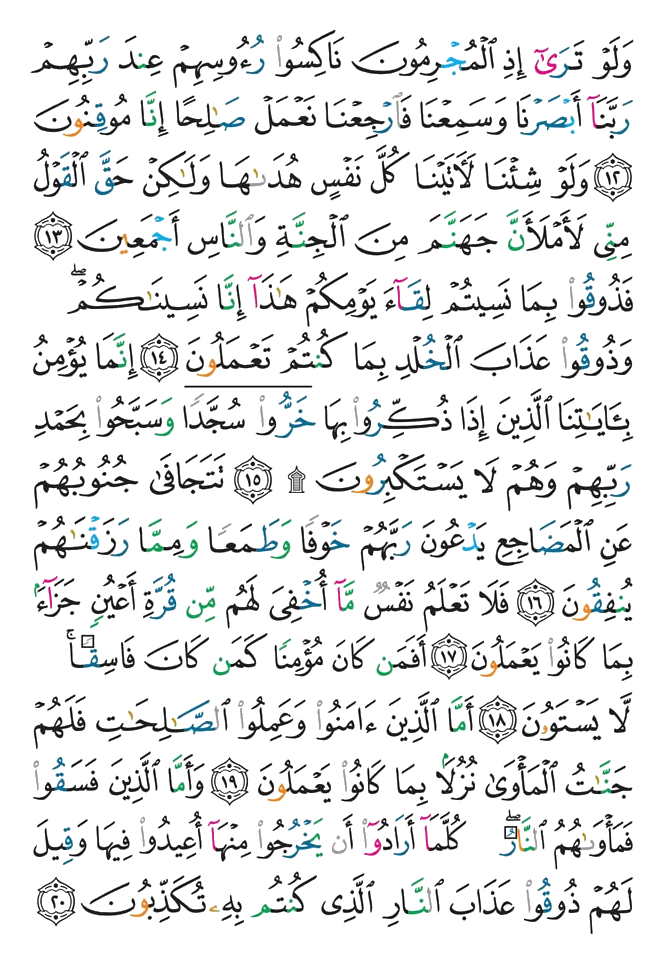 وَلَوۡ تَرَىٰٓ إِذِ ٱلۡمُجۡرِمُونَ نَاكِسُواْ رُءُوسِهِمۡ عِندَ رَبِّهِمۡ
رَبَّنَآ أَبۡصَرۡنَا وَسَمِعۡنَا فَٱرۡجِعۡنَا نَعۡمَلۡ صَٰلِحًا إِنَّا مُوقِنُونَ
١٢ وَلَوۡ شِئۡنَا لَأٓتَيۡنَا كُلَّ نَفۡسٍ هُدَىٰهَا وَلَٰكِنۡ حَقَّ ٱلۡقَوۡلُ
مِنِّي لَأَمۡلَأَنَّ جَهَنَّمَ مِنَ ٱلۡجِنَّةِ وَٱلنَّاسِ أَجۡمَعِينَ ١٣
فَذُوقُواْ بِمَا نَسِيتُمۡ لِقَآءَ يَوۡمِكُمۡ هَٰذَآ إِنَّا نَسِينَٰكُمۡۖ
وَذُوقُواْ عَذَابَ ٱلۡخُلۡدِ بِمَا كُنتُمۡ تَعۡمَلُونَ ١٤ إِنَّمَا يُؤۡمِنُ
بِـَٔايَٰتِنَا ٱلَّذِينَ إِذَا ذُكِّرُواْ بِهَا خَرُّواْۤ سُجَّدٗا وَسَبَّحُواْ بِحَمۡدِ
رَبِّهِمۡ وَهُمۡ لَا يَسۡتَكۡبِرُونَ ۩ ١٥ تَتَجَافَىٰ جُنُوبُهُمۡ
عَنِ ٱلۡمَضَاجِعِ يَدۡعُونَ رَبَّهُمۡ خَوۡفٗا وَطَمَعٗا وَمِمَّا رَزَقۡنَٰهُمۡ
يُنفِقُونَ ١٦ فَلَا تَعۡلَمُ نَفۡسٞ مَّآ أُخۡفِيَ لَهُم مِّن قُرَّةِ أَعۡيُنٖ جَزَآءَۢ
بِمَا كَانُواْ يَعۡمَلُونَ ١٧ أَفَمَن كَانَ مُؤۡمِنٗا كَمَن كَانَ فَاسِقٗاۚ
لَّا يَسۡتَوُۥنَ ١٨ أَمَّا ٱلَّذِينَ ءَامَنُواْ وَعَمِلُواْ ٱلصَّٰلِحَٰتِ فَلَهُمۡ
جَنَّٰتُ ٱلۡمَأۡوَىٰ نُزُلَۢا بِمَا كَانُواْ يَعۡمَلُونَ ١٩ وَأَمَّا ٱلَّذِينَ فَسَقُواْ
فَمَأۡوَىٰهُمُ ٱلنَّارُۖ كُلَّمَآ أَرَادُوٓاْ أَن يَخۡرُجُواْ مِنۡهَآ أُعِيدُواْ فِيهَا وَقِيلَ
لَهُمۡ ذُوقُواْ عَذَابَ ٱلنَّارِ ٱلَّذِي كُنتُم بِهِۦ تُكَذِّبُونَ ٢٠